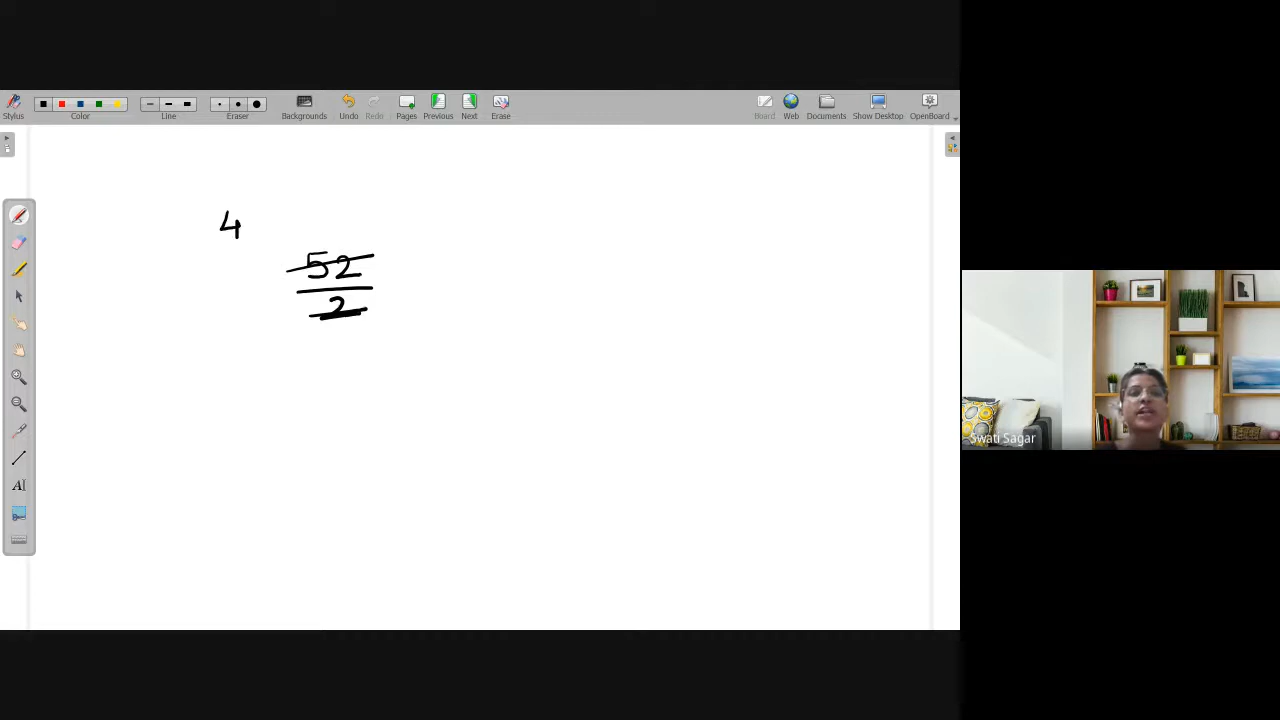 Stylus
Color
Line
Eraser
Backgrounds
Undo
Redo
Pages
Previous
Next
Erase
Board
Web
Documents
Show Desktop
OpenBoard
4
52
2
Swati Sagar